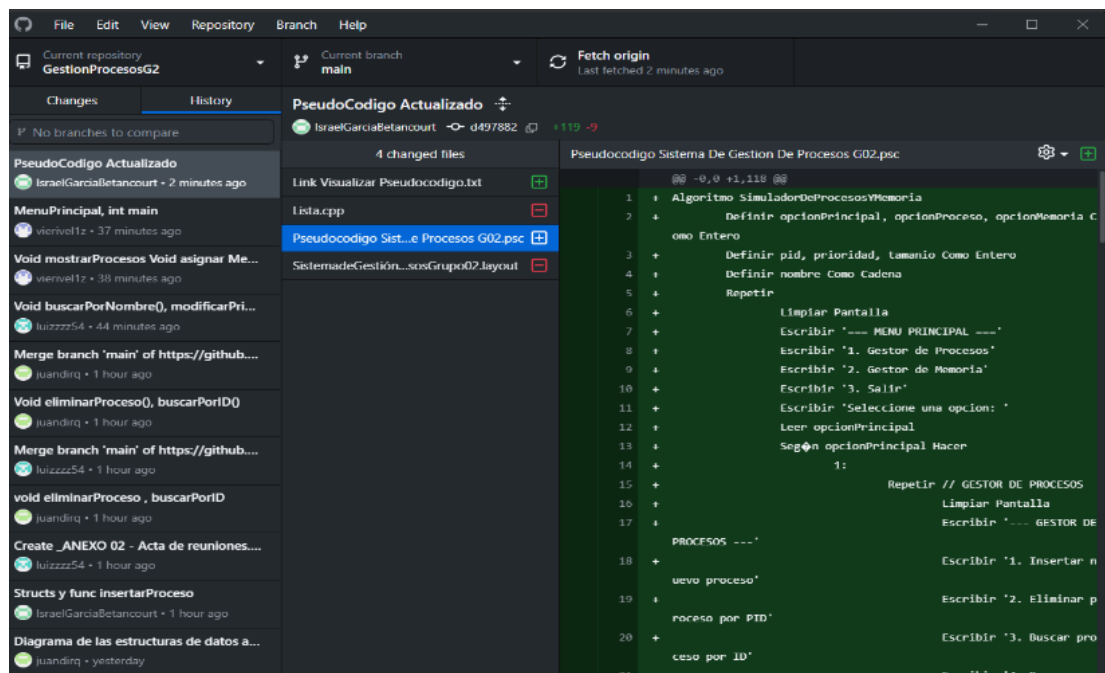 File Edit View Repository Branch Help
Current repository
GestionProcesosG2
Current branch
main
Fetch origin
Last fetched 2 minutes ago
Changes History
No branches to compare
PseudoCodigo Actualizado
IsraelGarciaBetancourt • 2 minutes ago
MenuPrincipal, int main
vierivel1z • 37 minutes ago
Void mostrarProcesos Void asignar Me...
vierivel1z • 38 minutes ago
Void buscarPorNombre(), modificarPri...
luizzzz54 • 44 minutes ago
Merge branch 'main' of https://github....
juandirq • 1 hour ago
Void eliminarProceso(), buscarPorID()
juandirq • 1 hour ago
Merge branch 'main' of https://github....
luizzzz54 • 1 hour ago
void eliminarProceso , buscarPorID
juandirq • 1 hour ago
Create _ANEXO 02 - Acta de reuniones....
luizzzz54 • 1 hour ago
Structs y func insertarProceso
IsraelGarciaBetancourt • 1 hour ago
Diagrama de las estructuras de datos a...
juandirq • yesterday
PseudoCodigo Actualizado
IsraelGarciaBetancourt d497882 +119 -9
4 changed files
Link Visualizar Pseudocodigo.txt
Lista.cpp
Pseudocodigo Sist...e Procesos G02.psc
SistemadeGestión...sosGrupo02.layout
Pseudocodigo Sistema De Gestion De Procesos G02.psc
@@ -0,0 +1,118 @@
1 + Algoritmo SimuladorDeProcesosYMemoria
2 + Definir opcionPrincipal, opcionProceso, opcionMemoria C
omo Entero
3 + Definir pid, prioridad, tamanio Como Entero
4 + Definir nombre Como Cadena
5 + Repetir
6 + Limpiar Pantalla
7 + Escribir '--- MENU PRINCIPAL ---'
8 + Escribir '1. Gestor de Procesos'
9 + Escribir '2. Gestor de Memoria'
10 + Escribir '3. Salir'
11 + Escribir 'Seleccione una opcion: '
12 + Leer opcionPrincipal
13 + Seg�n opcionPrincipal Hacer
14 + 1:
15 + Repetir // GESTOR DE PROCESOS
16 + Limpiar Pantalla
17 + Escribir '--- GESTOR DE
PROCESOS ---'
18 + Escribir '1. Insertar n
uevo proceso'
19 + Escribir '2. Eliminar p
roceso por PID'
20 + Escribir '3. Buscar pro
ceso por ID'